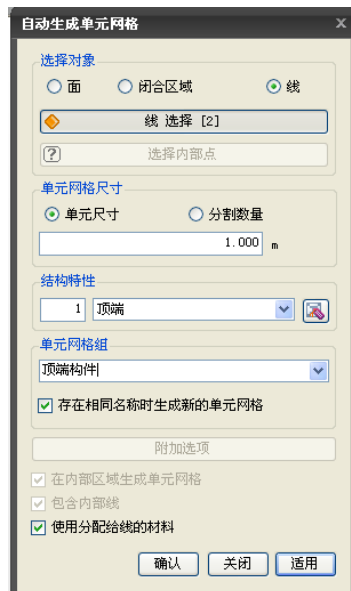 自动生成单元网格 x
选择对象
面 闭合区域 线
线 选择 [2]
? 选择内部点
单元网格尺寸
单元尺寸 分割数量
1.000 m
结构特性
1 顶端
单元网格组
顶端构件
存在相同名称时生成新的单元网格
附加选项
在内部区域生成单元网格
包含内部线
使用分配给线的材料
确认 关闭 适用